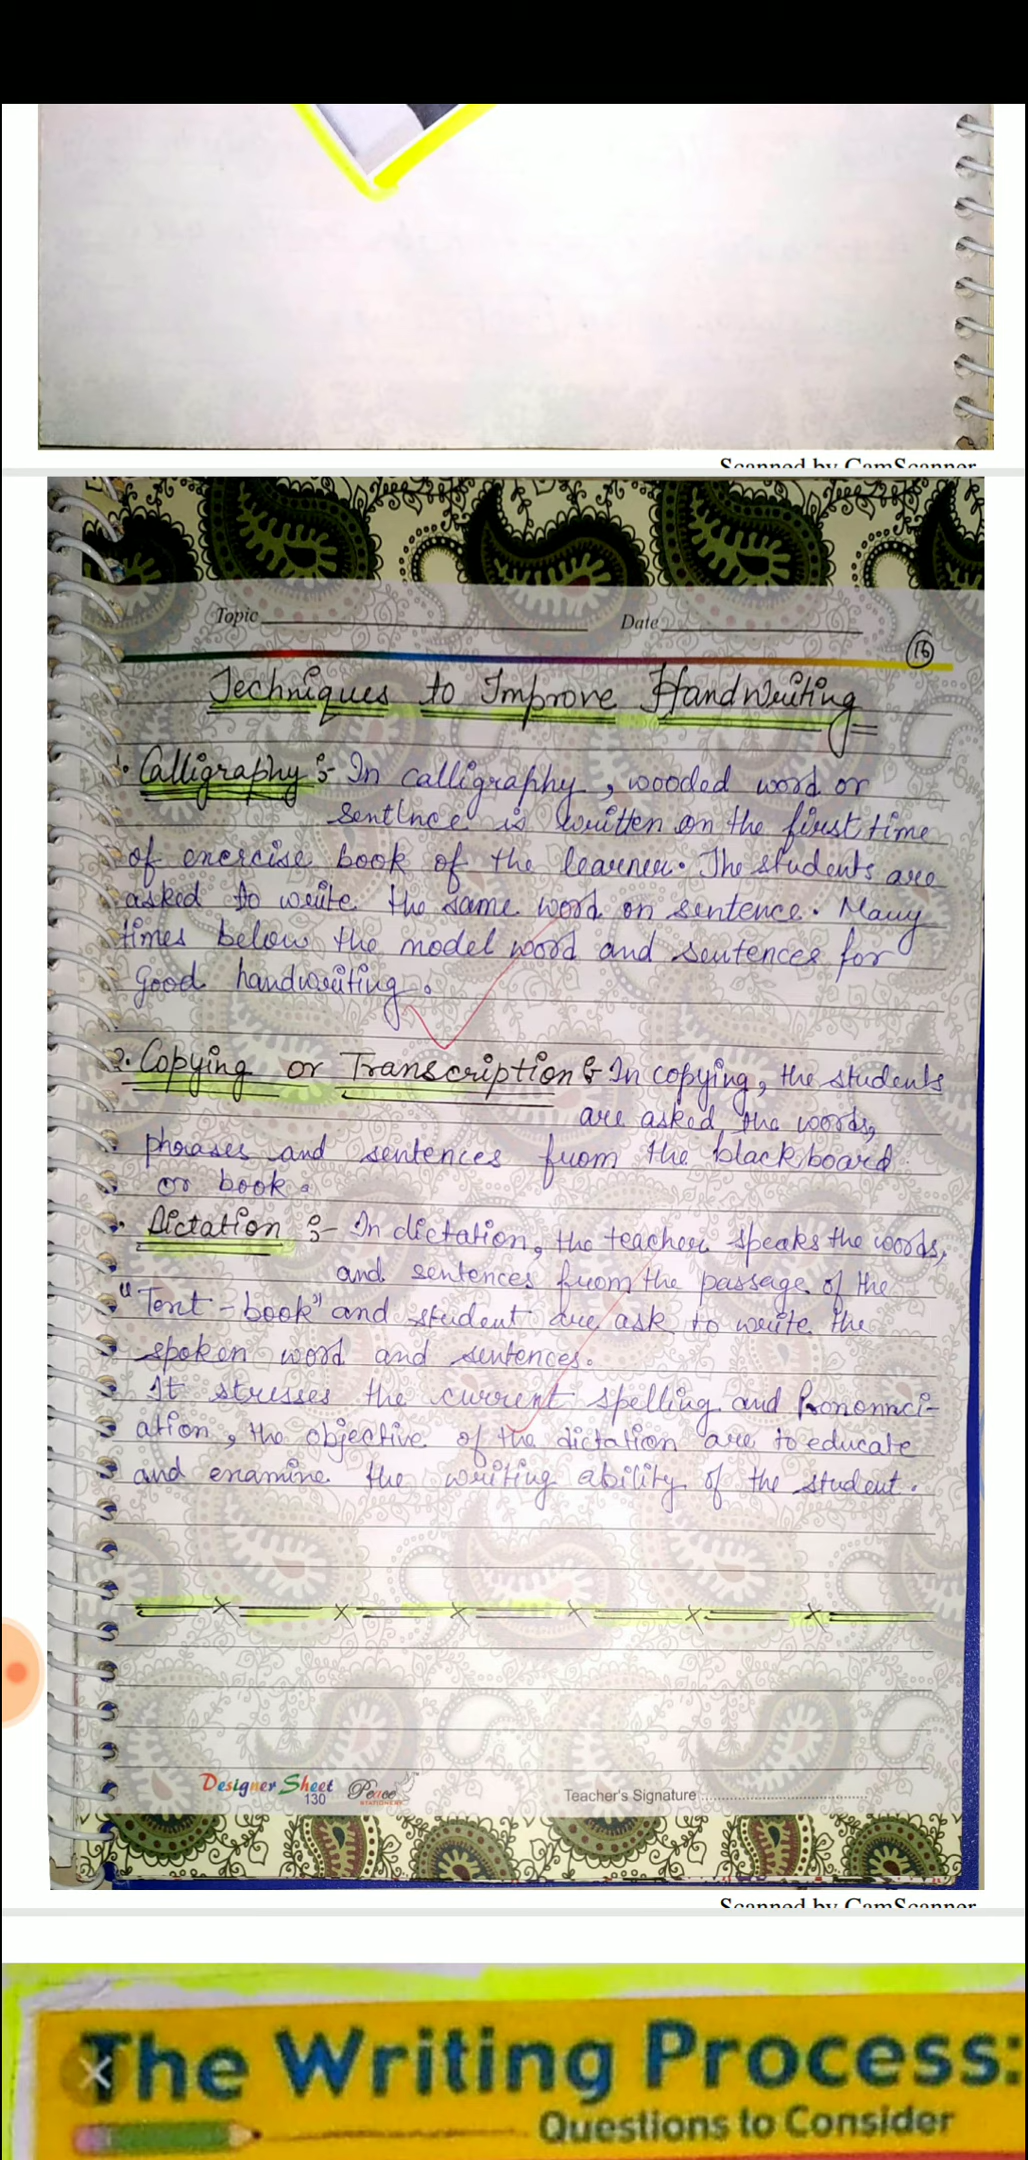 Scanned by CamScanner
Topic Date
15
Techniques to Improve HandWriting
1. Calligraphy :- In calligraphy, wooded word or
sentence is written on the first time
of exercise book of the learner. The students are
asked to write the same word on sentence. Many
times below the model word and sentences for
Good handwriting.
2. Copying or Transcription :- In copying, the students
are asked the words,
phrases and sentences from the blackboard
or book.
Dictation :- In dictation, the teacher speaks the words,
and sentences from the passage of the
"Text-book" and student are ask to write the
spoken word and sentences.
It stresses the current spelling and Pronounci-
ation, the objective of the dictation are to educate
and examine the writing ability of the student.
Designer Sheet Peace
130 STATIONERY
Teacher's Signature
Scanned by CamScanner
The Writing Process:
Questions to Consider